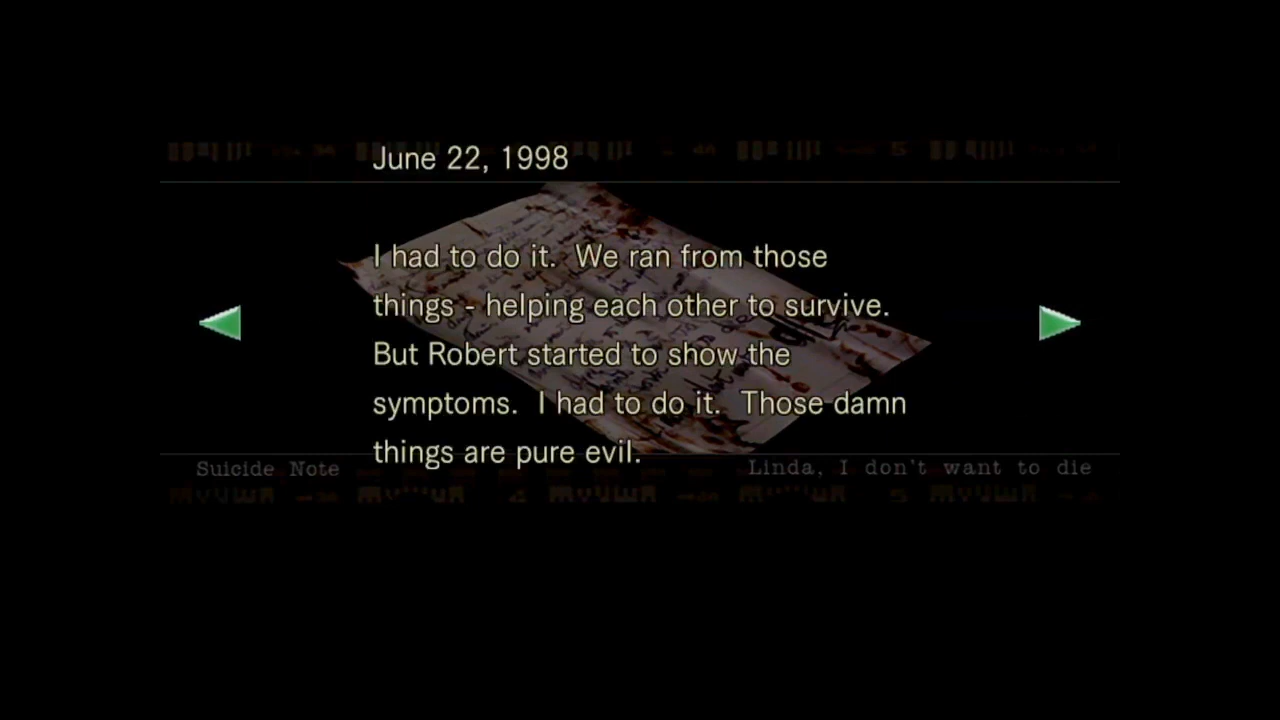 June 22, 1998
I had to do it.  We ran from those
things - helping each other to survive.
But Robert started to show the
symptoms.  I had to do it.  Those damn
things are pure evil.
Suicide Note
Linda, I don't want to die